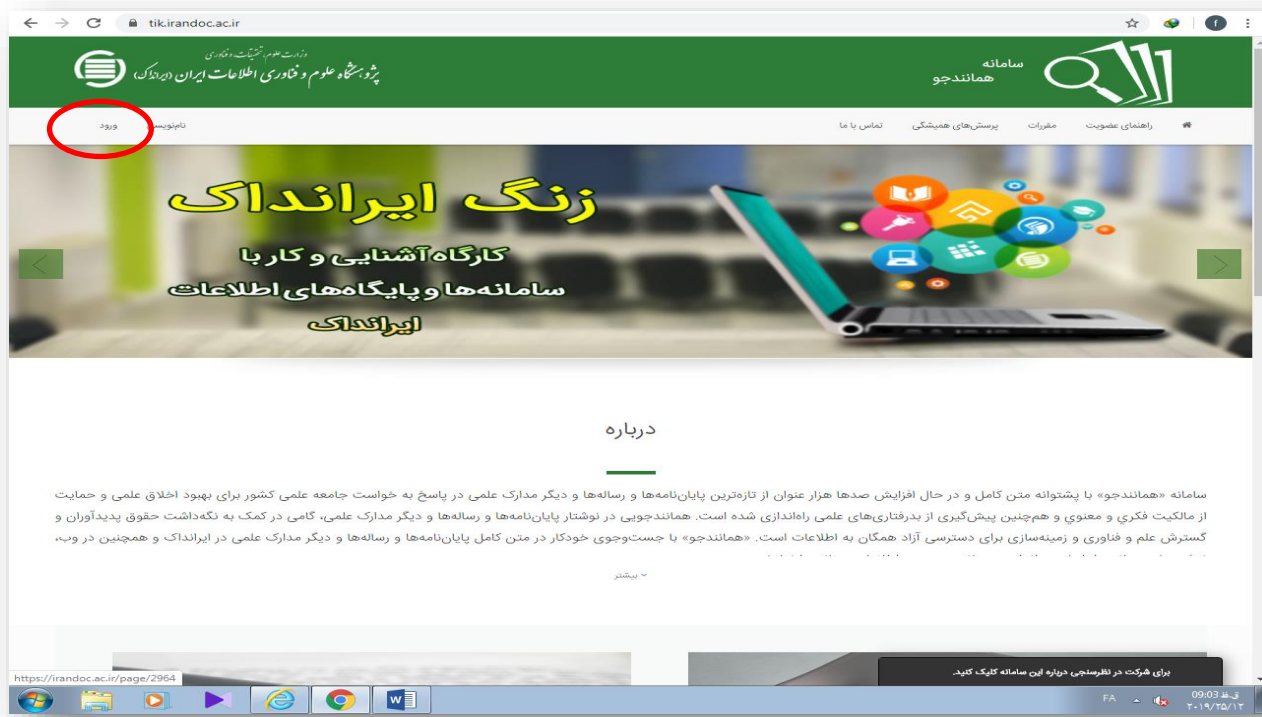 tik.irandoc.ac.ir
f
سامانه
همانندجو
وزارت علوم، تحقیقات و فناوری
پژوهشگاه علوم و فناوری اطلاعات ایران (ایرانداک)
راهنمای عضویت مقررات پرسش‌های همیشگی تماس با ما
ورود
زنگ ایرانداک
کارگاه آشنایی و کار با
سامانه‌ها و پایگاه‌های اطلاعات
ایرانداک
درباره
سامانه «همانندجو» با پشتوانه متن کامل و در حال افزایش صدها هزار عنوان از تازه‌ترین پایان‌نامه‌ها و رساله‌ها و دیگر مدارک علمی در پاسخ به خواست جامعه علمی کشور برای بهبود اخلاق علمی و حمایت
از مالکیت فکري و معنوي و هم‌چنین پیش‌گیری از بدرفتاری‌های علمی راه‌اندازی شده است. همانندجویی در نوشتار پایان‌نامه‌ها و رساله‌ها و دیگر مدارک علمی، گامی در کمک به نگه‌داشت حقوق پدیدآوران و
گسترش علم و فناوری و زمینه‌سازی برای دسترسی آزاد همگان به اطلاعات است. «همانندجو» با جست‌وجوی خودکار در متن کامل پایان‌نامه‌ها و رساله‌ها و دیگر مدارک علمی در ایرانداک و همچنین در وب،
بیشتر
برای شرکت در نظرسنجی درباره این سامانه کلیک کنید.
https://irandoc.ac.ir/page/2964
FA
09:03 ق.ظ
۲۰۱۹/۲۵/۱۲